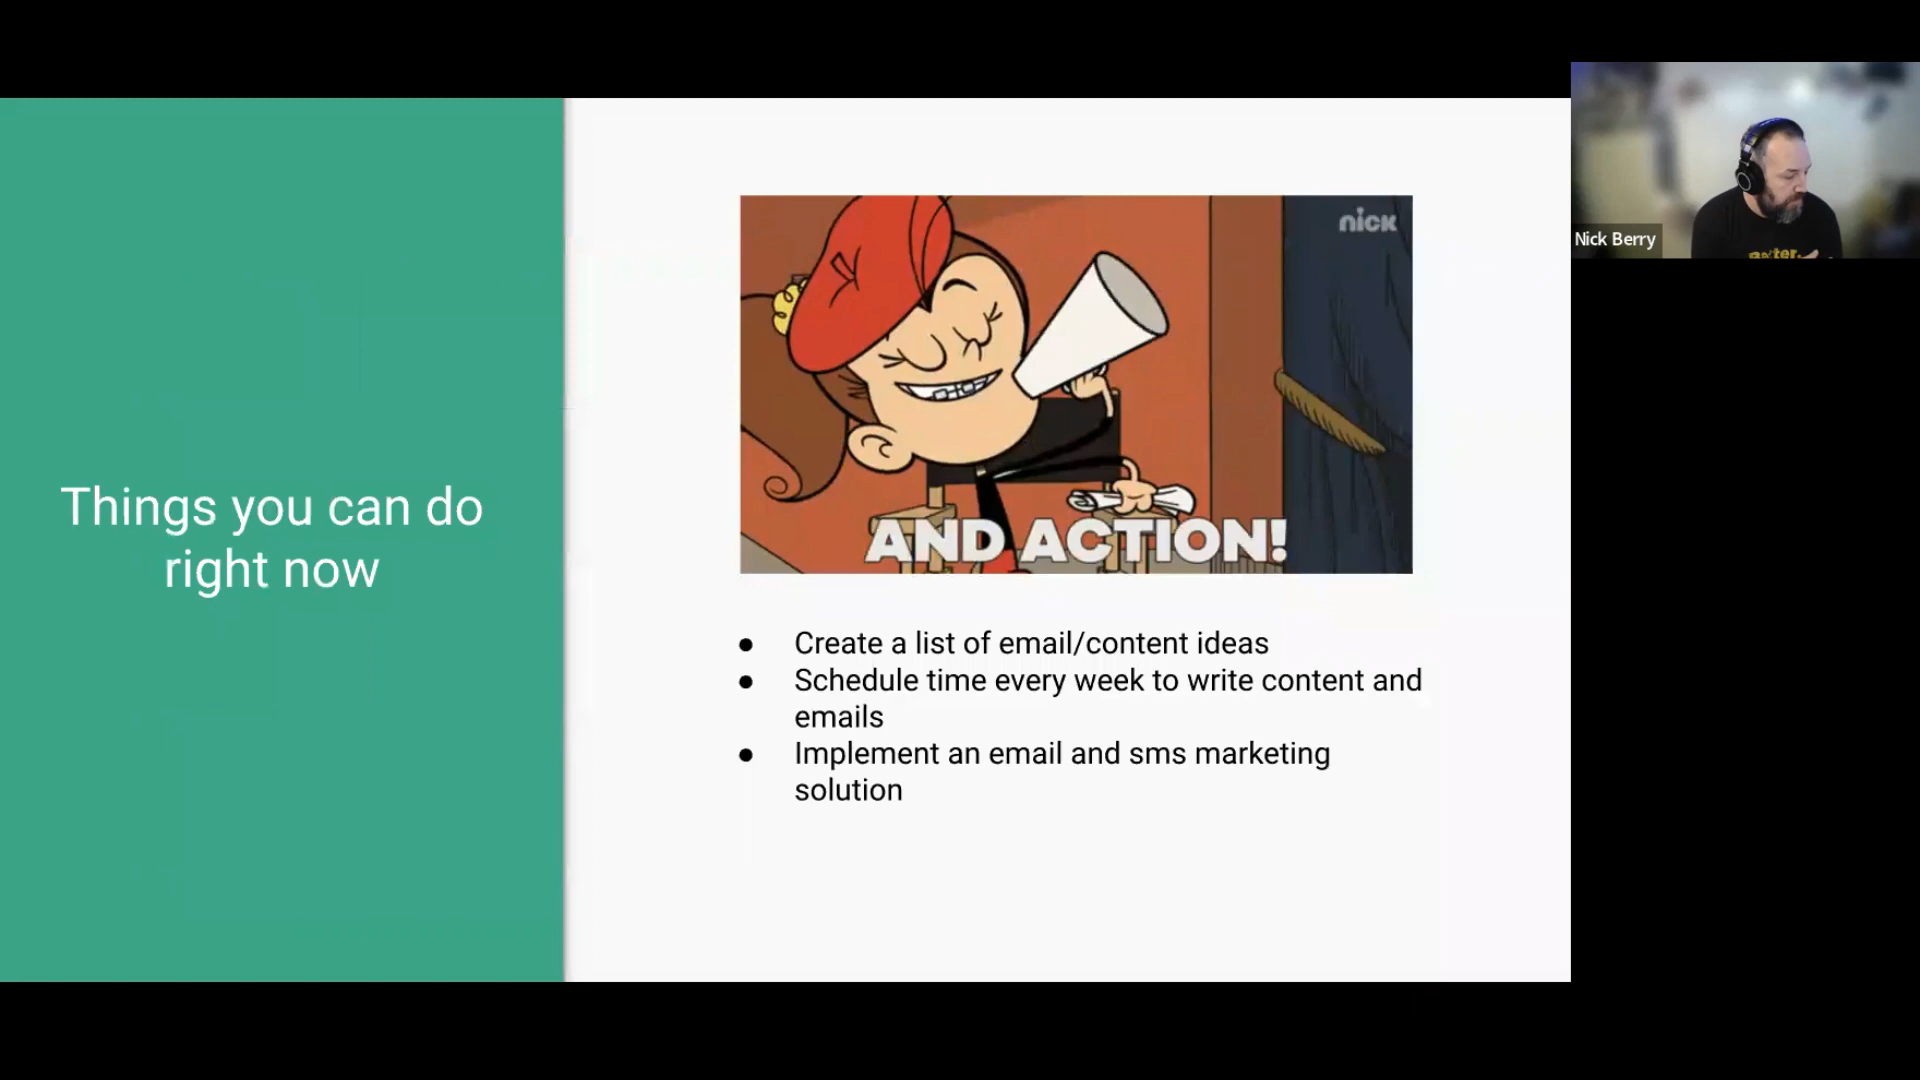 Things you can do
right now
nick
AND ACTION!
● Create a list of email/content ideas
● Schedule time every week to write content and
emails
● Implement an email and sms marketing
solution
Nick Berry